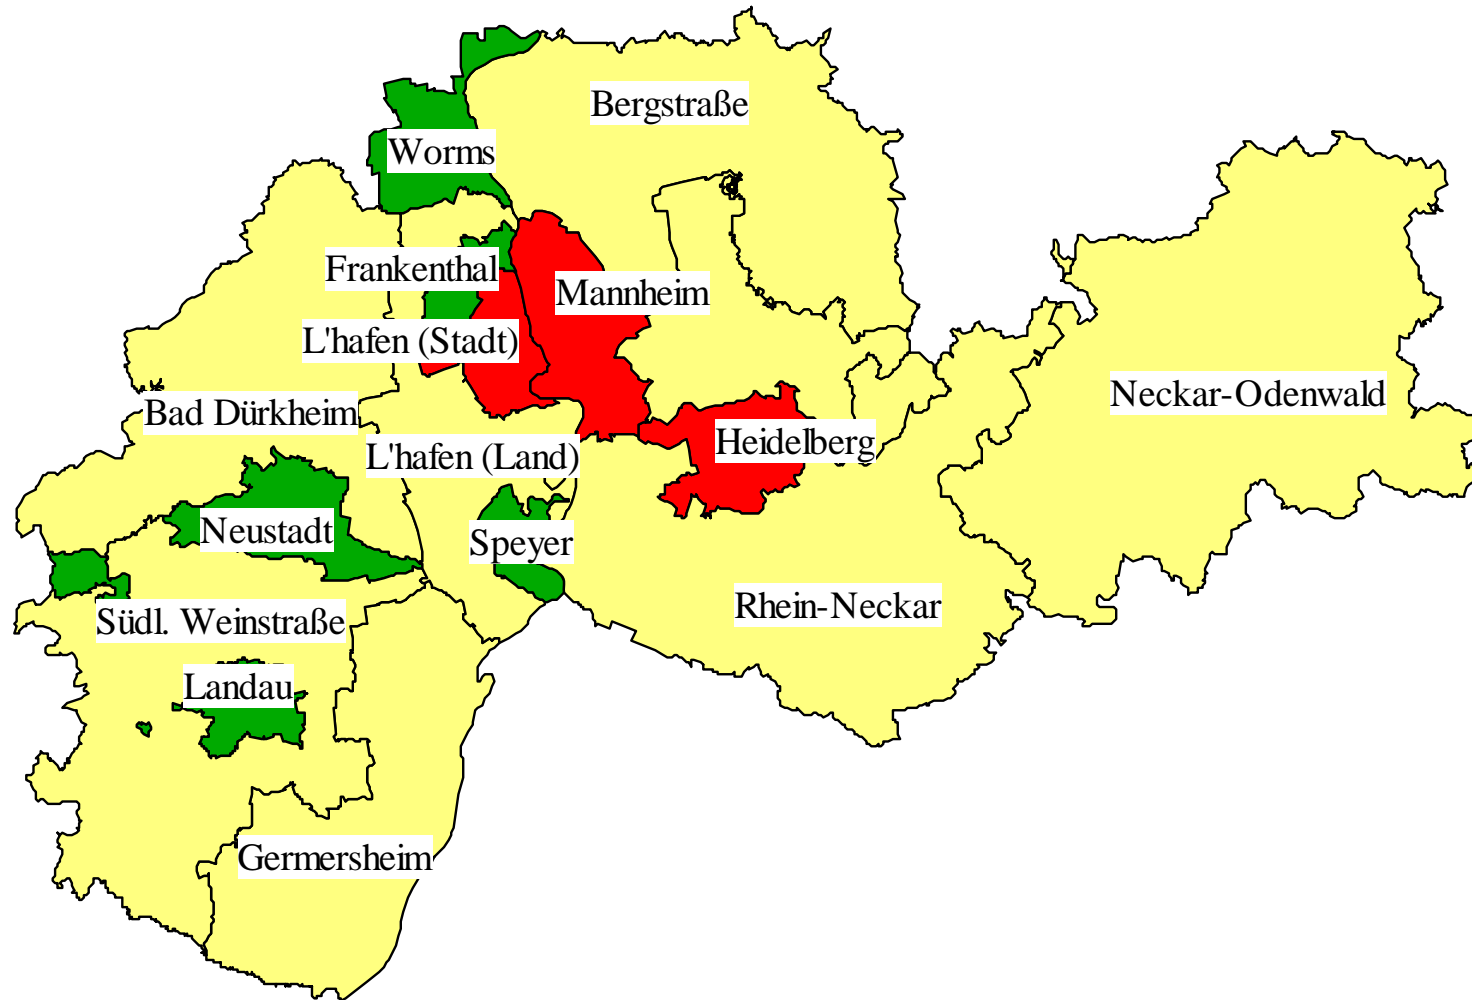 Bergstraße
Worms
Frankenthal
Mannheim
L'hafen (Stadt)
Neckar-Odenwald
Bad Dürkheim
Heidelberg
L'hafen (Land)
Neustadt
Speyer
Rhein-Neckar
Südl. Weinstraße
Landau
Germersheim